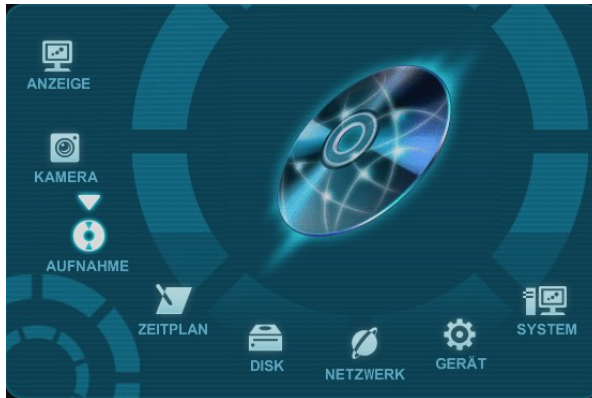 ANZEIGE
KAMERA
AUFNAHME
ZEITPLAN
DISK
NETZWERK
GERÄT
SYSTEM